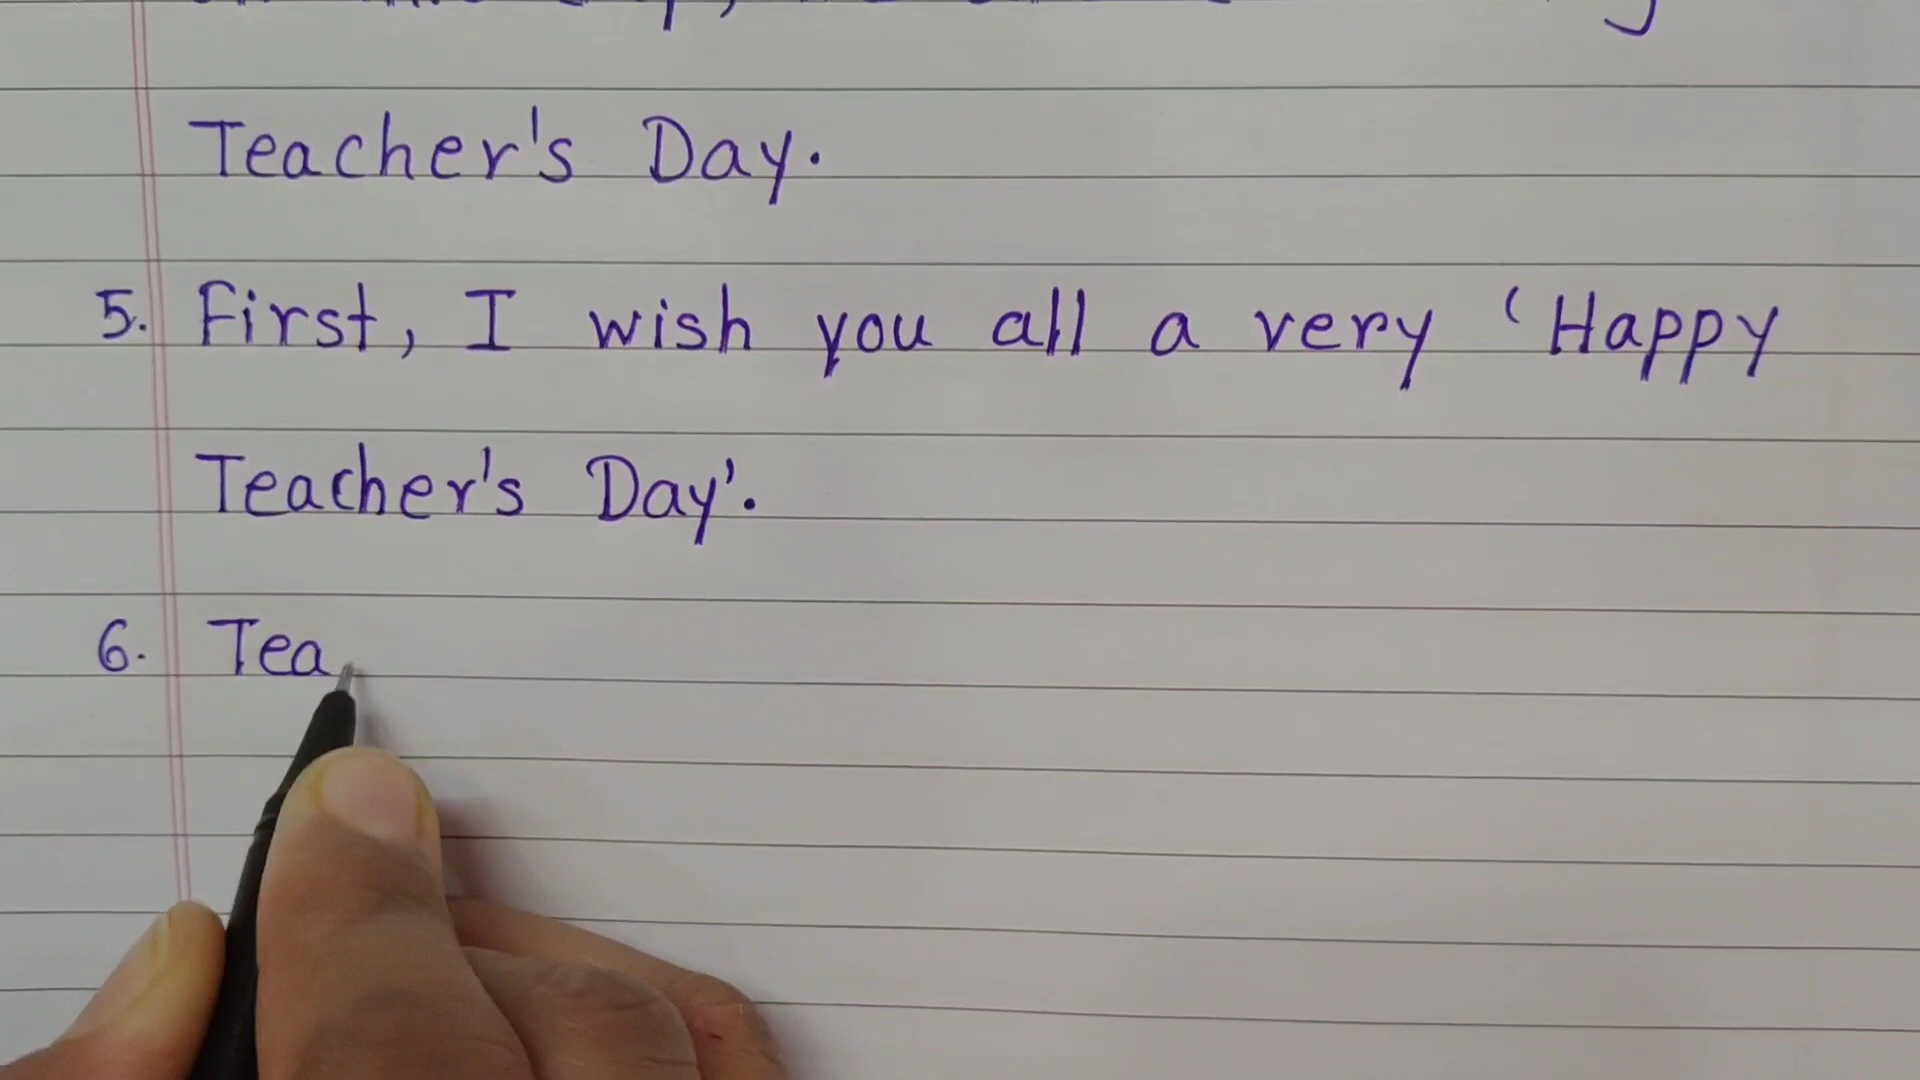 Teacher's Day.
5. First, I wish you all a very 'Happy
Teacher's Day'.
6. Tea